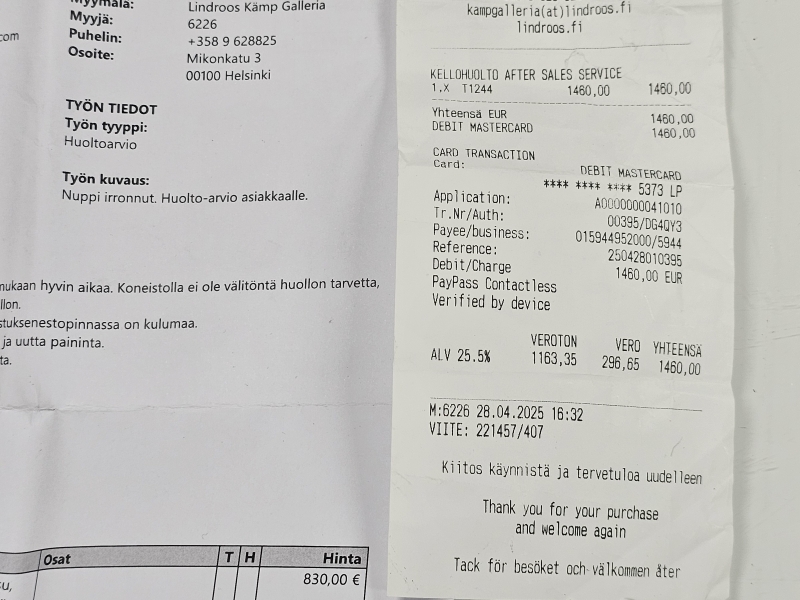 Myymälä: Lindroos Kämp Galleria
Myyjä: 6226
Puhelin: +358 9 628825
Osoite: Mikonkatu 3
00100 Helsinki
.com
TYÖN TIEDOT
Työn tyyppi:
Huoltoarvio
Työn kuvaus:
Nuppi irronnut. Huolto-arvio asiakkaalle.
mukaan hyvin aikaa. Koneistolla ei ole välitöntä huollon tarvetta,
llon.
stuksenestopinnassa on kulumaa.
ja uutta paininta.
ta.
Osat T H Hinta
830,00 €
kampgalleria(at)lindroos.fi
lindroos.fi
KELLOHUOLTO AFTER SALES SERVICE
1.X T1244 1460,00 1460,00
Yhteensä EUR 1460,00
DEBIT MASTERCARD 1460,00
CARD TRANSACTION
Card: DEBIT MASTERCARD
**** **** **** 5373 LP
Application: A0000000041010
Tr.Nr/Auth: 00395/DG4QY3
Payee/business: 015944952000/5944
Reference: 250428010395
Debit/Charge 1460,00 EUR
PayPass Contactless
Verified by device
VEROTON VERO YHTEENSÄ
ALV 25.5% 1163,35 296,65 1460,00
M:6226 28.04.2025 16:32
VIITE: 221457/407
Kiitos käynnistä ja tervetuloa uudelleen
Thank you for your purchase
and welcome again
Tack för besöket och välkommen åter